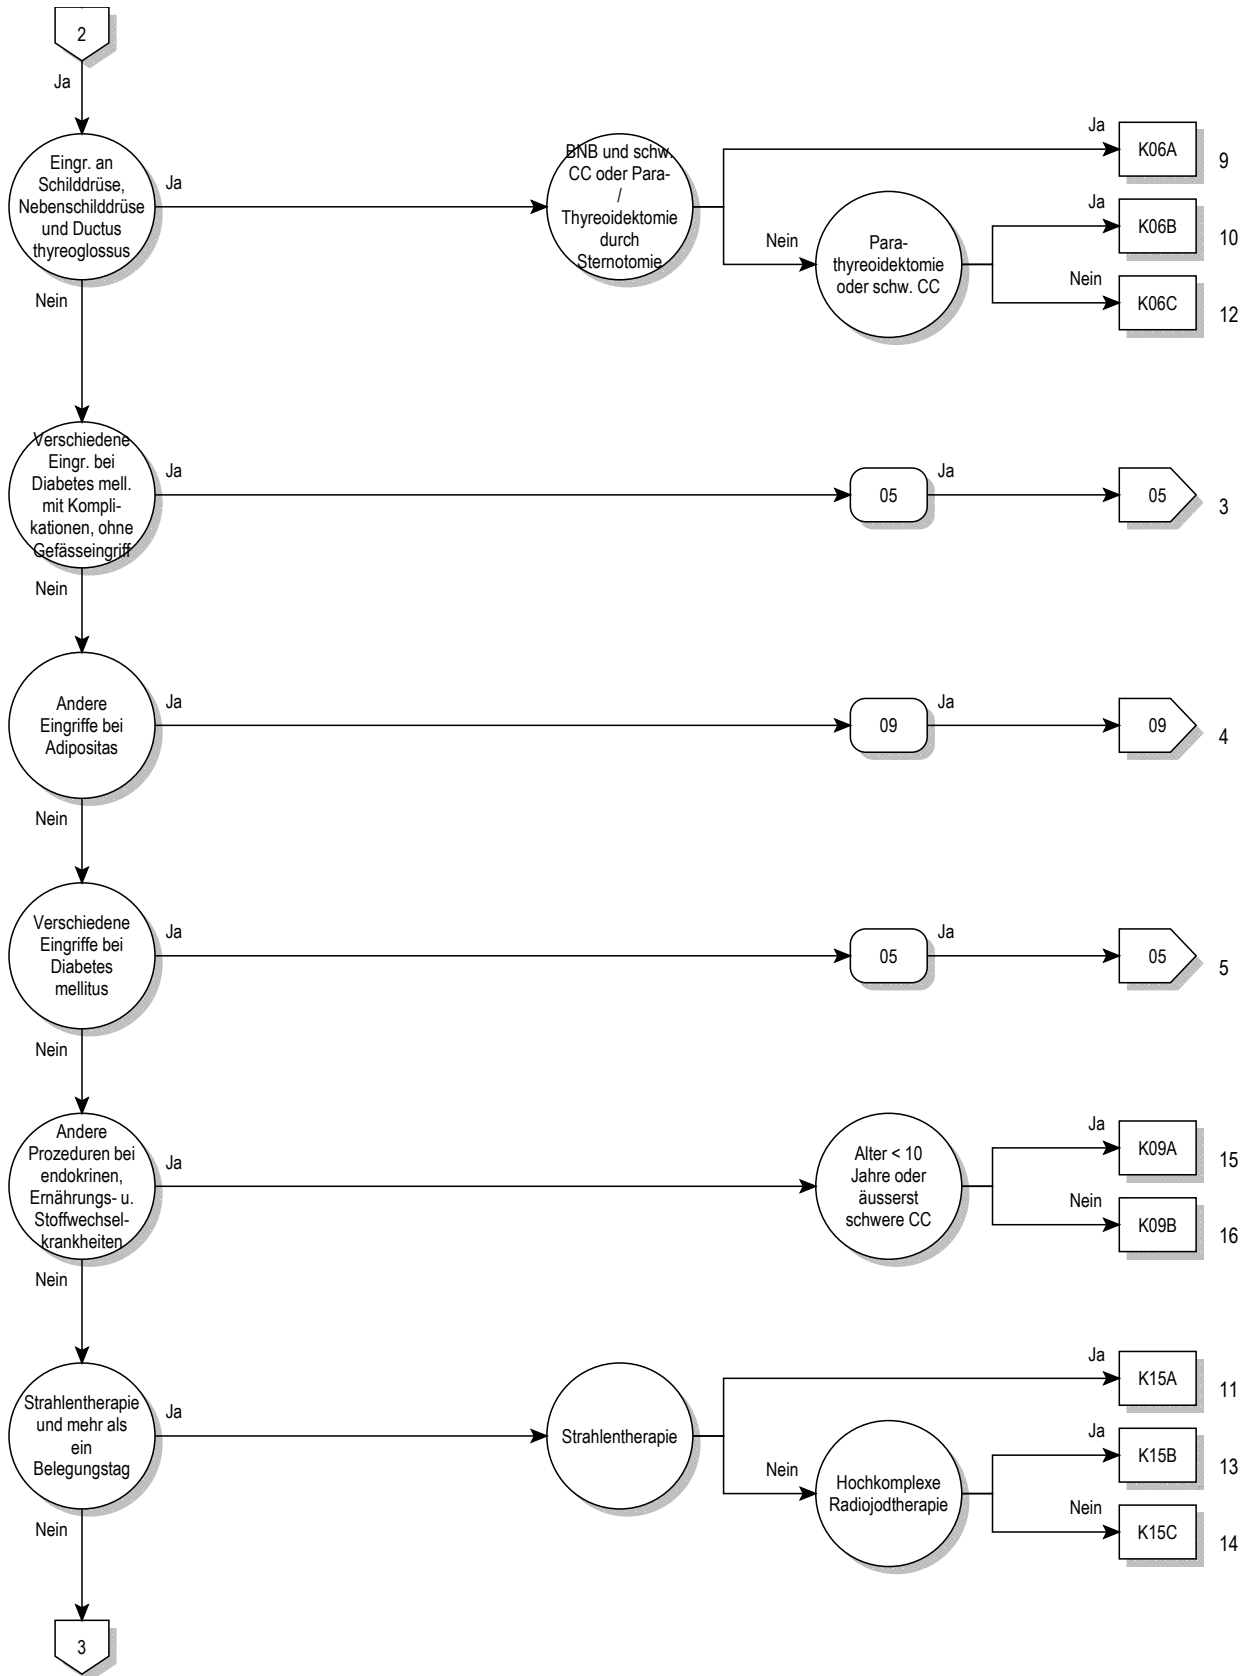 2
Ja
Eingr. an
Schilddrüse,
Nebenschilddrüse
und Ductus
thyreoglossus
Ja
BNB und schw.
CC oder Para-
/
Thyreoidektomie
durch
Sternotomie
Ja
K06A
9
Nein
Para-
thyreoidektomie
oder schw. CC
Ja
K06B
10
Nein
K06C
12
Nein
Verschiedene
Eingr. bei
Diabetes mell.
mit Kompli-
kationen, ohne
Gefässeingriff
Ja
05
Ja
05
3
Nein
Andere
Eingriffe bei
Adipositas
Ja
09
Ja
09
4
Nein
Verschiedene
Eingriffe bei
Diabetes
mellitus
Ja
05
Ja
05
5
Nein
Andere
Prozeduren bei
endokrinen,
Ernährungs- u.
Stoffwechsel-
krankheiten
Ja
Alter < 10
Jahre oder
äusserst
schwere CC
Ja
K09A
15
Nein
K09B
16
Nein
Strahlentherapie
und mehr als
ein
Belegungstag
Ja
Strahlentherapie
Ja
K15A
11
Nein
Hochkomplexe
Radiojodtherapie
Ja
K15B
13
Nein
K15C
14
Nein
3